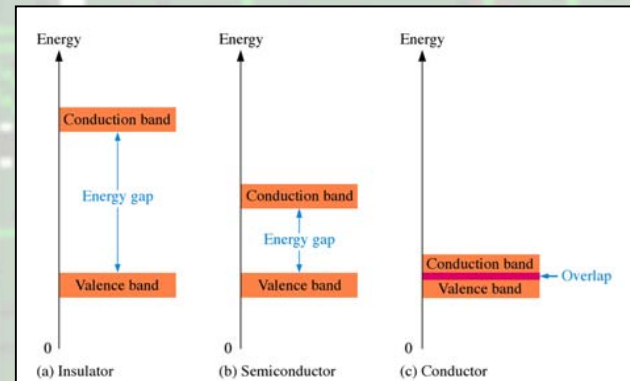 Energy
Conduction band
Energy gap
Valence band
0
(a) Insulator
Energy
Conduction band
Energy gap
Valence band
0
(b) Semiconductor
Energy
Conduction band
Overlap
Valence band
0
(c) Conductor